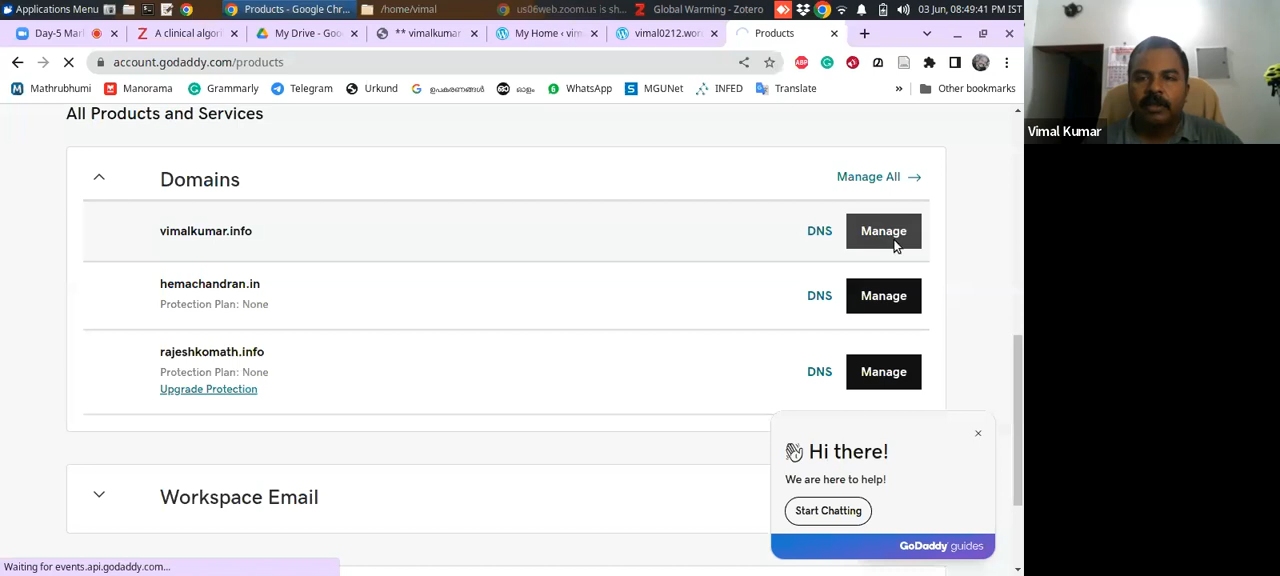 Applications Menu
Products - Google Chr...
/home/vimal
us06web.zoom.us is sh...
Global Warming - Zotero
03 Jun, 08:49:41 PM IST
Day-5 Mar
A clinical algor
My Drive - Goo
** vimalkumar
My Home ‹ vim
vimal0212.wor
Products
account.godaddy.com/products
Mathrubhumi
Manorama
Grammarly
Telegram
Urkund
ഉപകരണങ്ങൾ
ഓളം
WhatsApp
MGUNet
INFED
Translate
»
Other bookmarks
All Products and Services
Domains
Manage All →
vimalkumar.info
DNS
Manage
hemachandran.in
Protection Plan: None
DNS
Manage
rajeshkomath.info
Protection Plan: None
Upgrade Protection
DNS
Manage
Hi there!
We are here to help!
Start Chatting
GoDaddy guides
Workspace Email
Waiting for events.api.godaddy.com...
Vimal Kumar